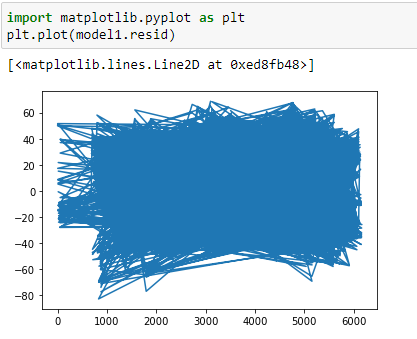 import matplotlib.pyplot as plt
plt.plot(model1.resid)
[<matplotlib.lines.Line2D at 0xed8fb48>]
60
40
20
0
−20
−40
−60
−80
0 1000 2000 3000 4000 5000 6000